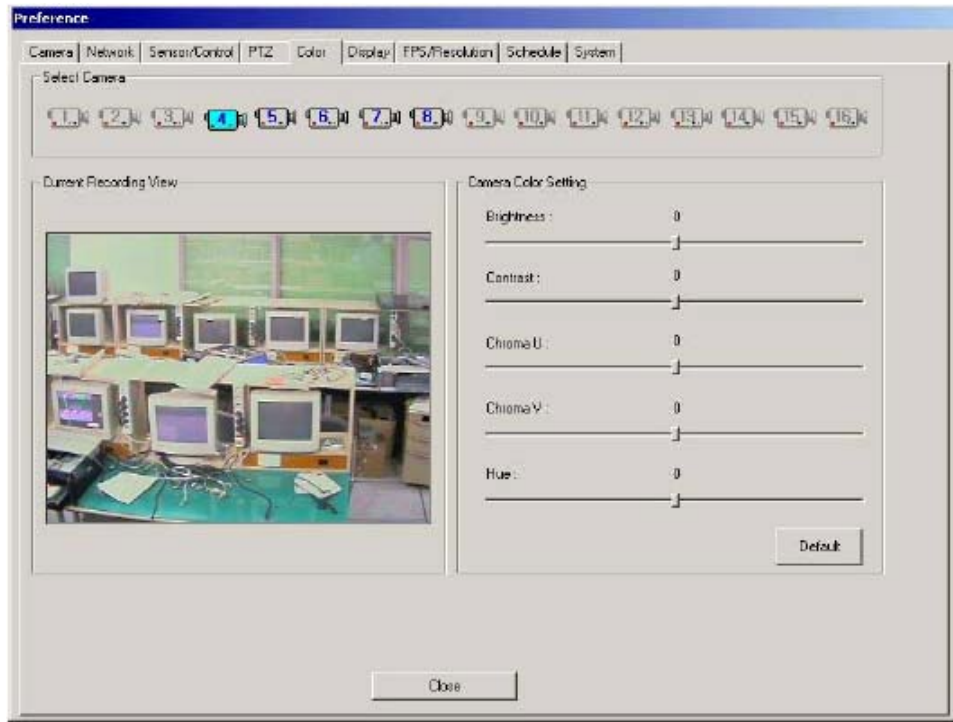 Preference
Camera Network Sensor/Control PTZ Color Display FPS/Resolution Schedule System
Select Camera
1 2 3 4 5 6 7 8 9 10 11 12 13 14 15 16
Current Recording View
Camera Color Setting
Brightness : 0
Contrast : 0
Chroma U : 0
Chroma V : 0
Hue : 0
Default
Close